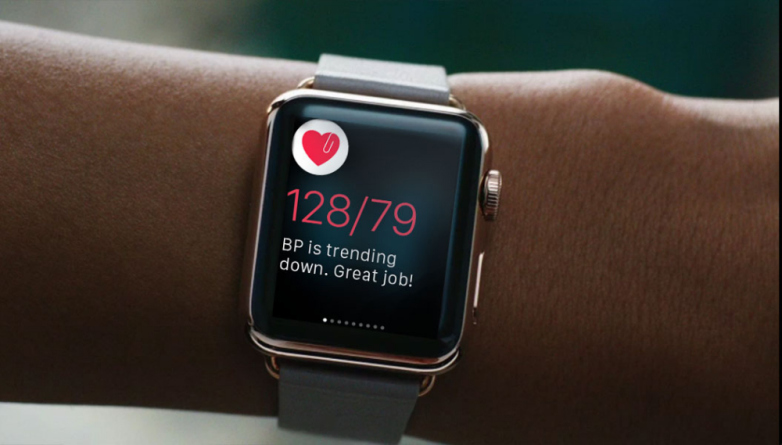 128/79
BP is trending
down. Great job!